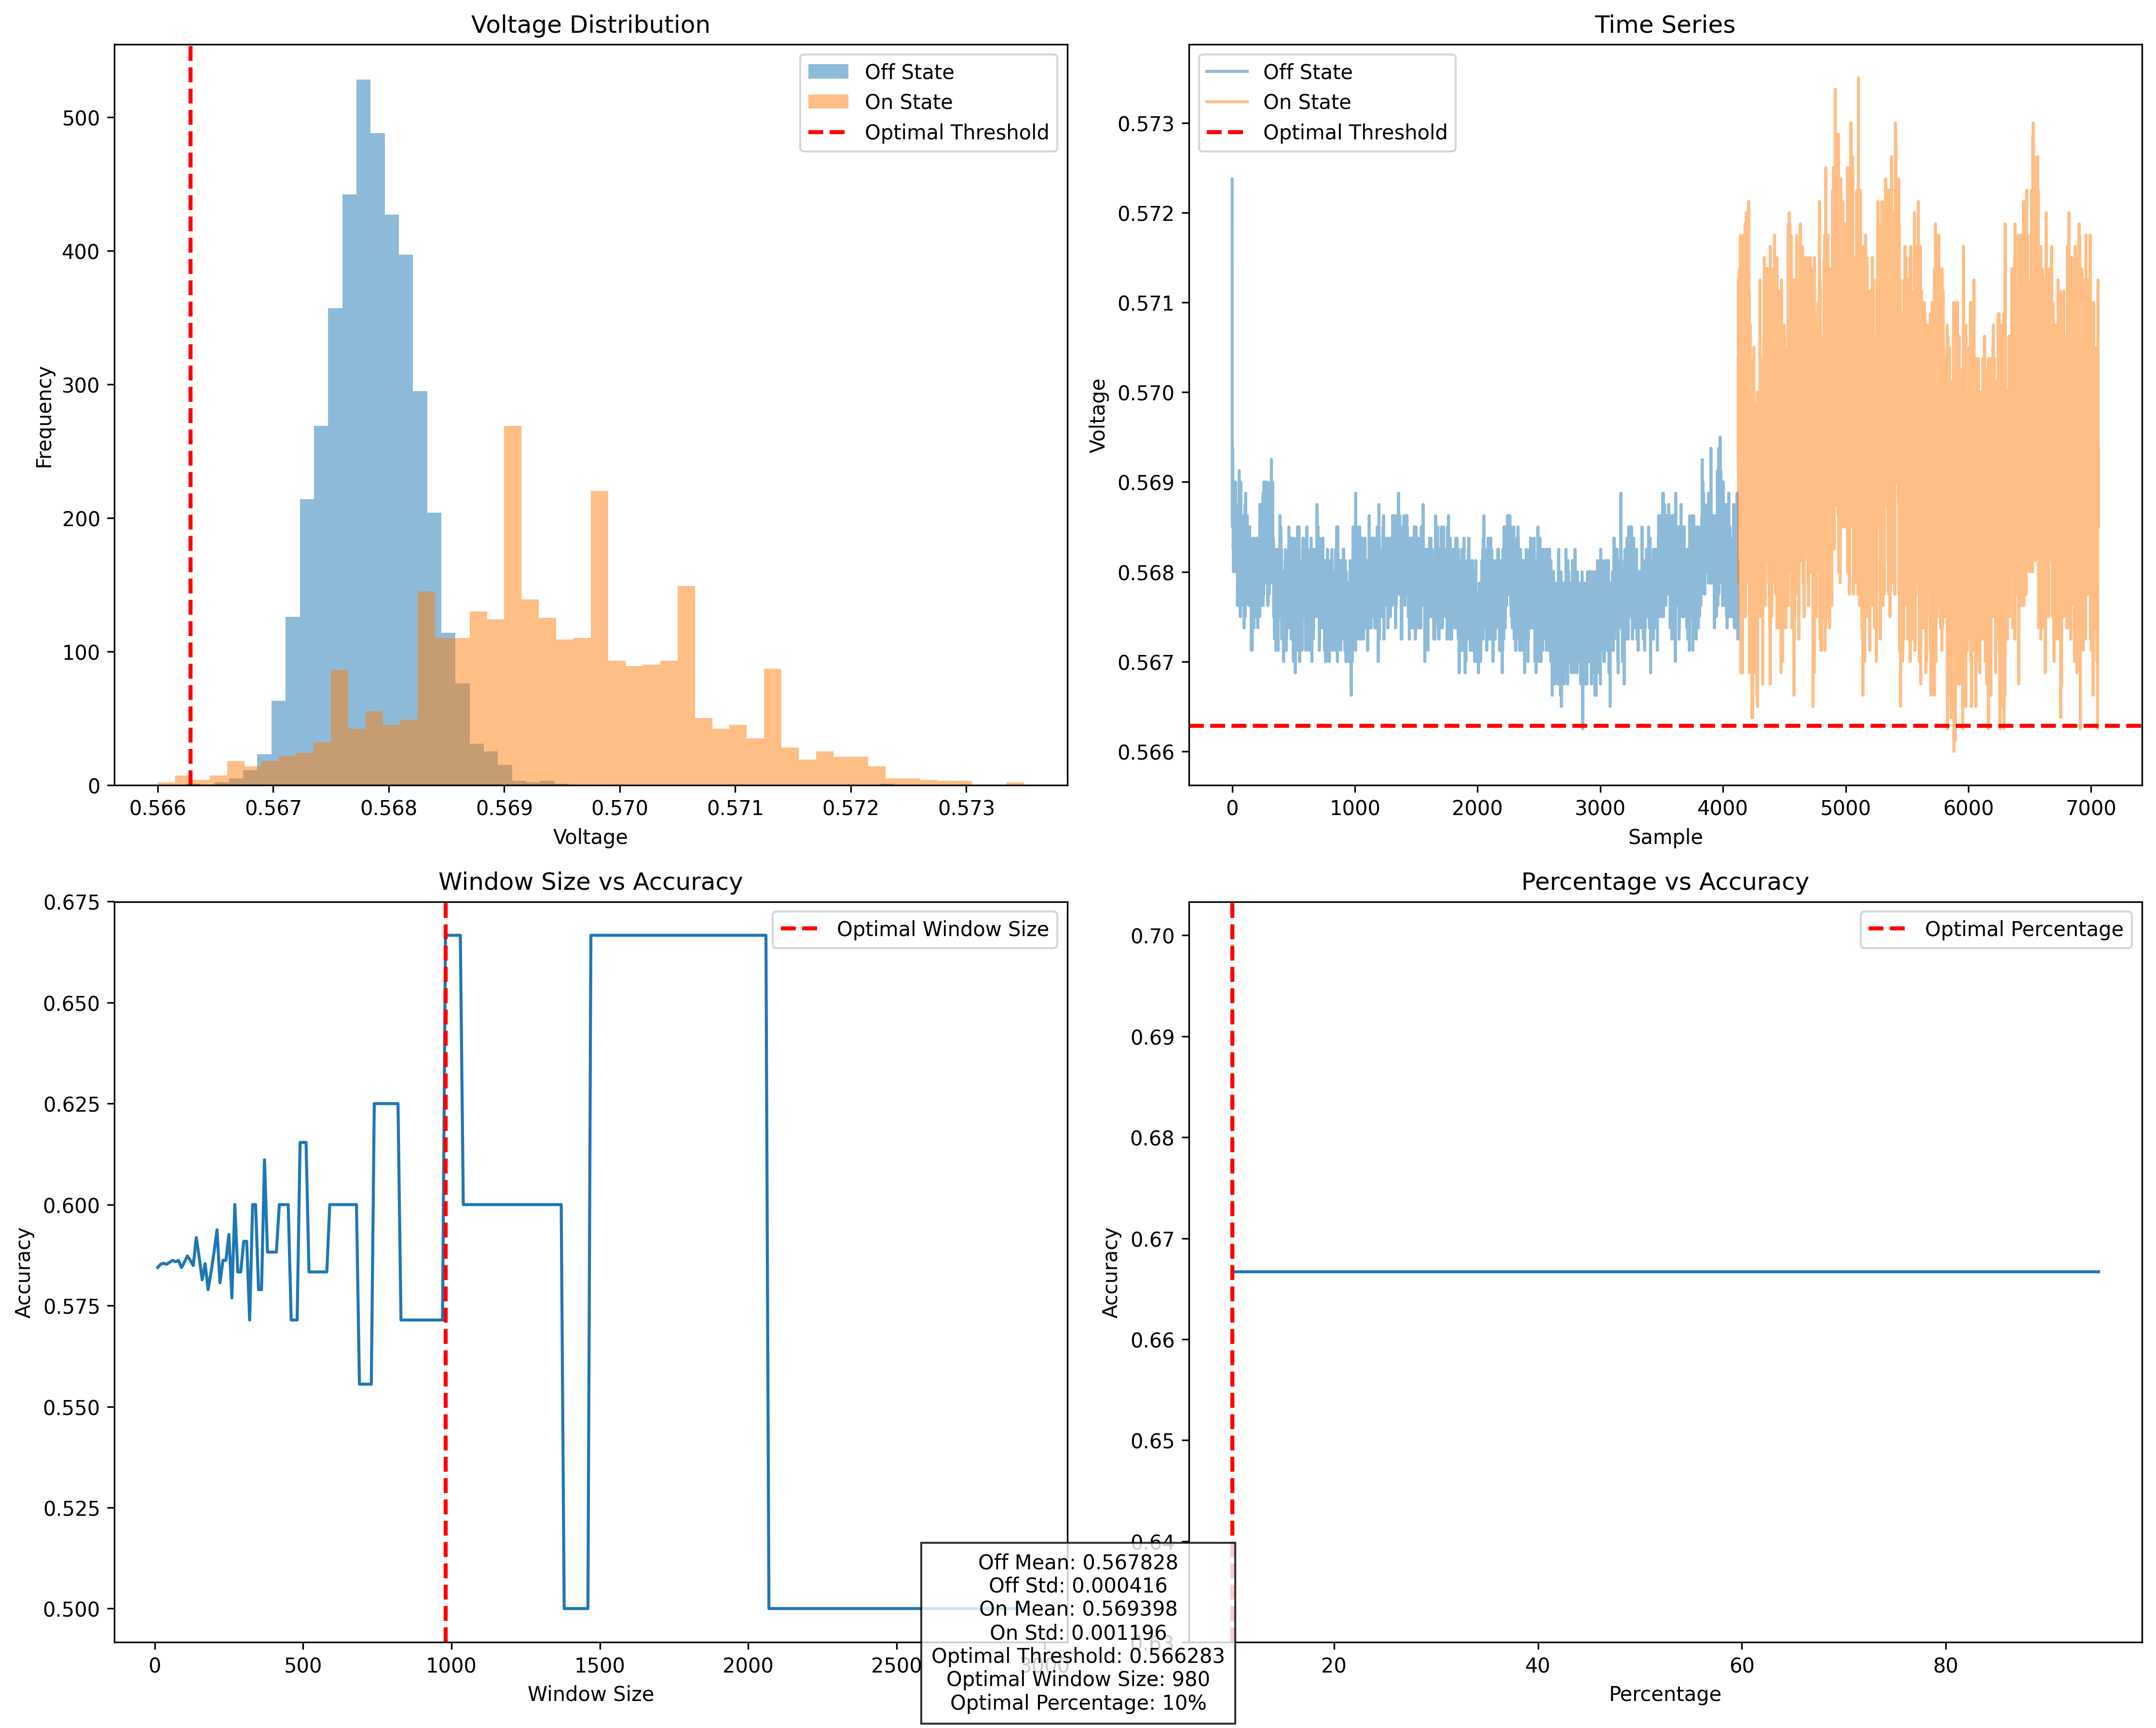 Voltage Distribution
Off State
On State
Optimal Threshold
500
400
300
200
100
0
Frequency
0.566
0.567
0.568
0.569
0.570
0.571
0.572
0.573
Voltage
Time Series
Off State
On State
Optimal Threshold
0.573
0.572
0.571
0.570
0.569
0.568
0.567
0.566
Voltage
0
1000
2000
3000
4000
5000
6000
7000
Sample
Window Size vs Accuracy
Optimal Window Size
0.675
0.650
0.625
0.600
0.575
0.550
0.525
0.500
Accuracy
0
500
1000
1500
2000
2500
3000
Window Size
Percentage vs Accuracy
Optimal Percentage
0.70
0.69
0.68
0.67
0.66
0.65
0.64
0.63
Accuracy
20
40
60
80
Percentage
Off Mean: 0.567828
Off Std: 0.000416
On Mean: 0.569398
On Std: 0.001196
Optimal Threshold: 0.566283
Optimal Window Size: 980
Optimal Percentage: 10%